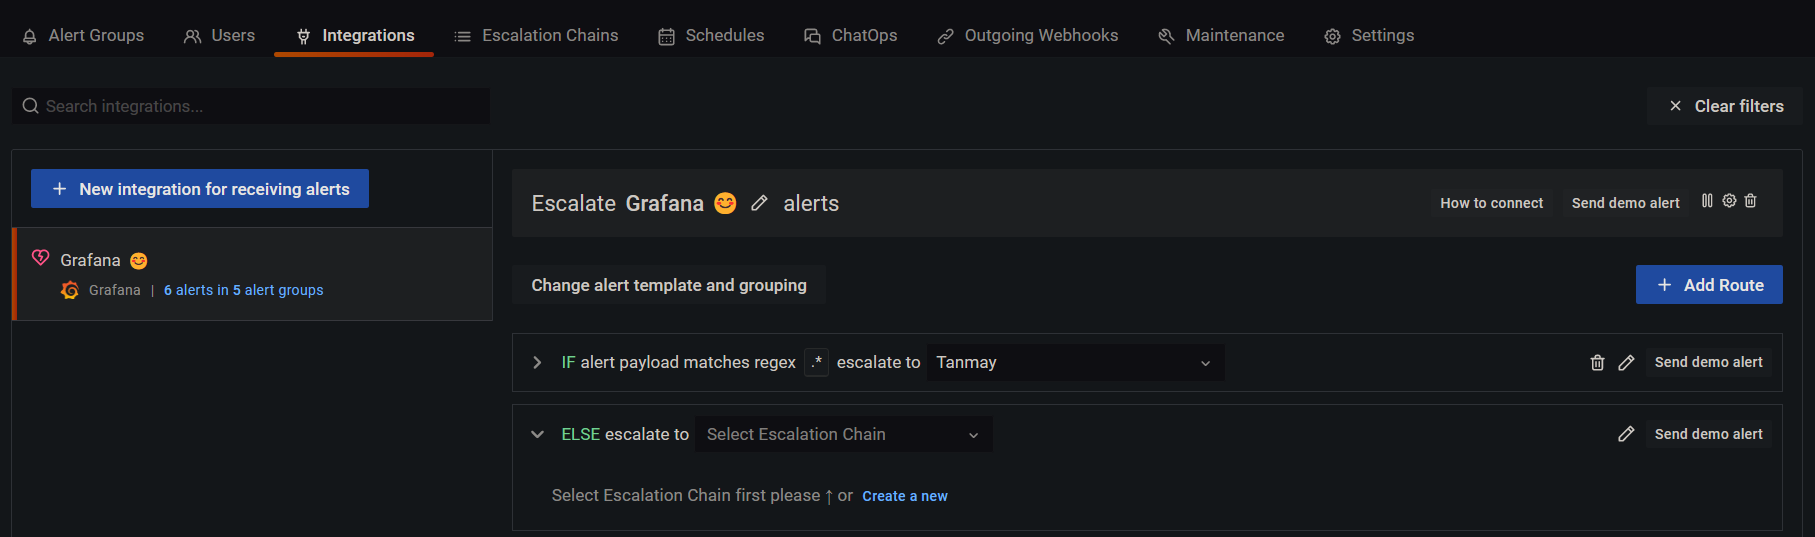 Alert Groups Users Integrations Escalation Chains Schedules ChatOps Outgoing Webhooks Maintenance Settings
Search integrations...
Clear filters
New integration for receiving alerts
Grafana 😊
Grafana | 6 alerts in 5 alert groups
Escalate Grafana 😊 alerts
How to connect
Send demo alert
Change alert template and grouping
Add Route
IF alert payload matches regex .* escalate to Tanmay
Send demo alert
ELSE escalate to Select Escalation Chain
Send demo alert
Select Escalation Chain first please ↑ or Create a new